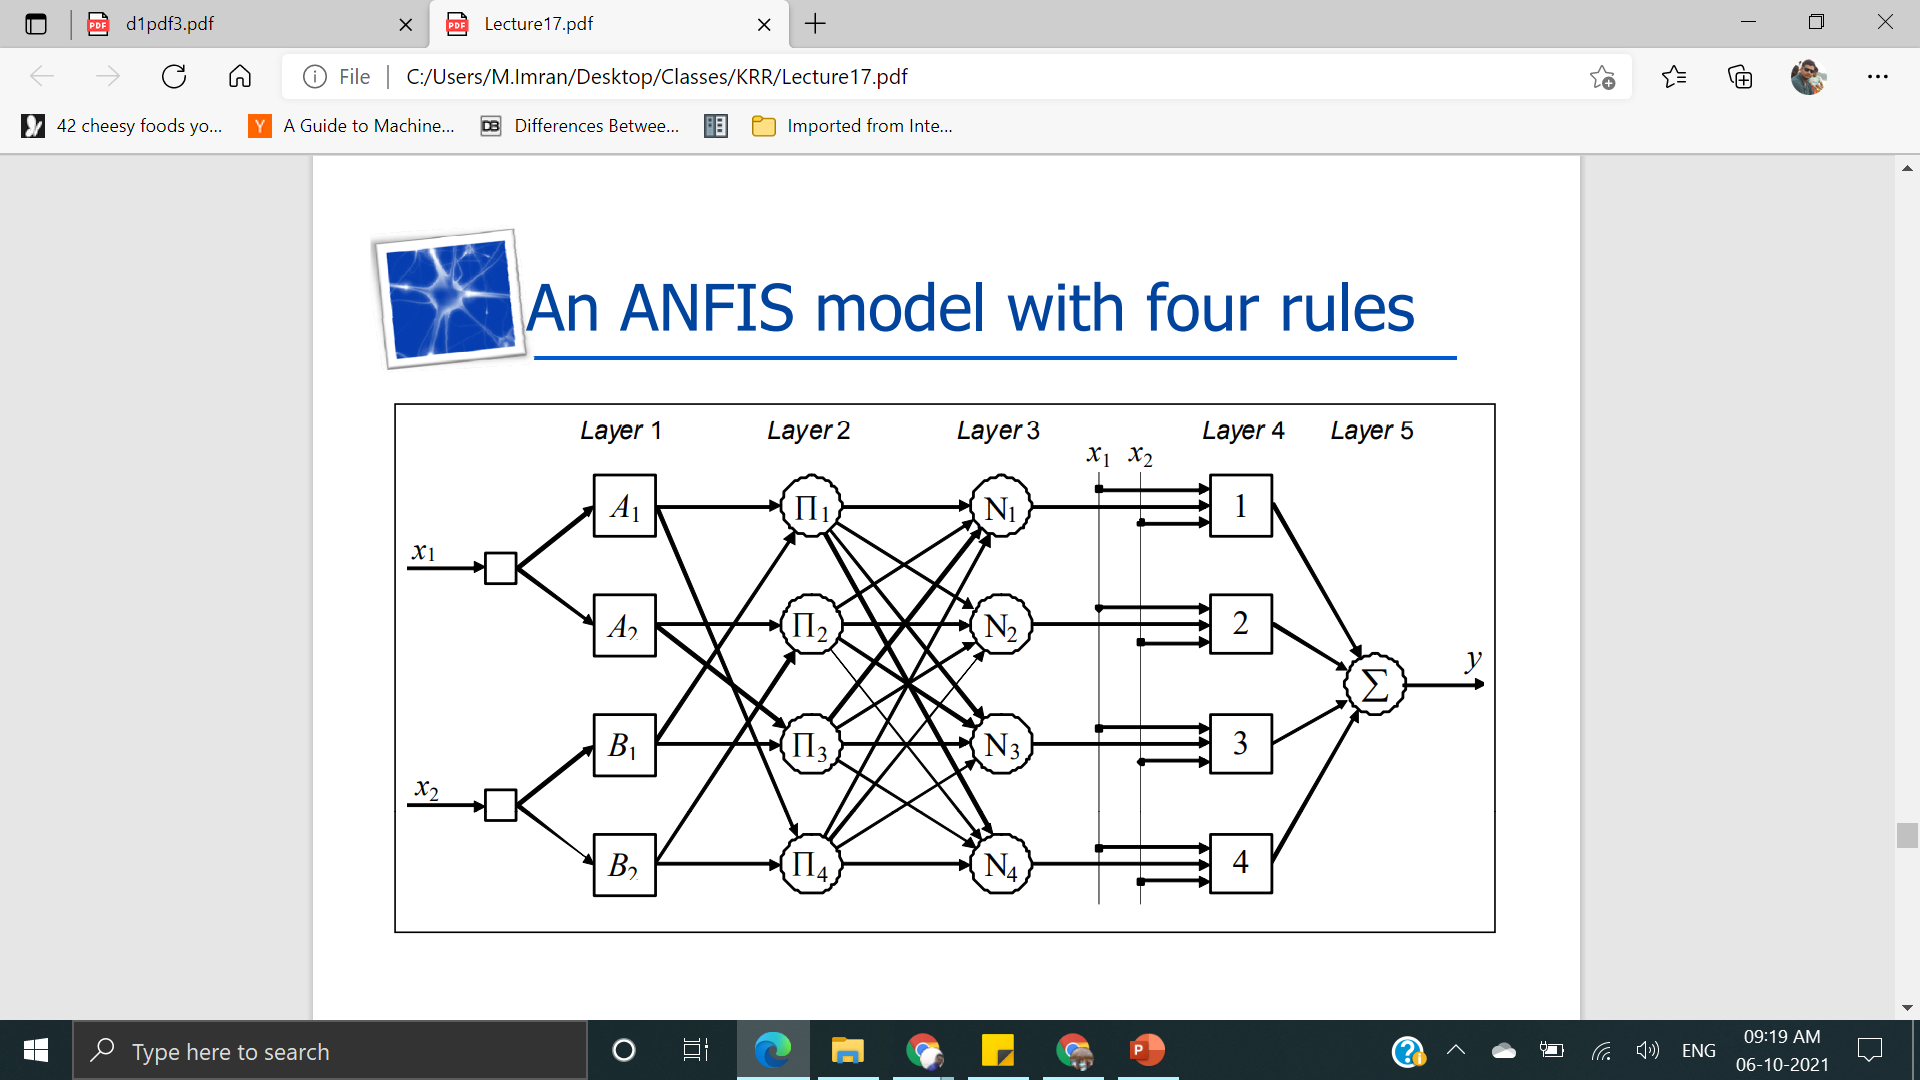 d1pdf3.pdf
Lecture17.pdf
File
C:/Users/M.Imran/Desktop/Classes/KRR/Lecture17.pdf
42 cheesy foods yo...
A Guide to Machine...
Differences Betwee...
Imported from Inte...
An ANFIS model with four rules
Layer 1 Layer 2 Layer 3 Layer 4 Layer 5
x1 x2
A1 Π1 N1 1
x1
A2 Π2 N2 2
Σ y
B1 Π3 N3 3
x2
B2 Π4 N4 4
Type here to search
ENG
09:19 AM
06-10-2021